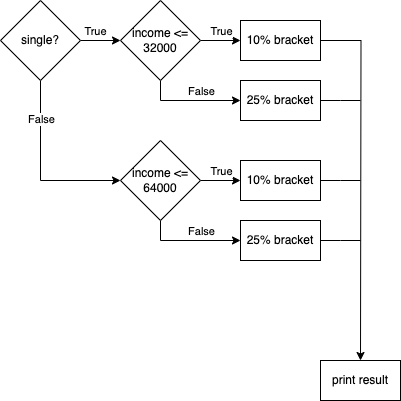 single?
True
income <=
32000
True
10% bracket
False
25% bracket
False
income <=
64000
True
10% bracket
False
25% bracket
print result